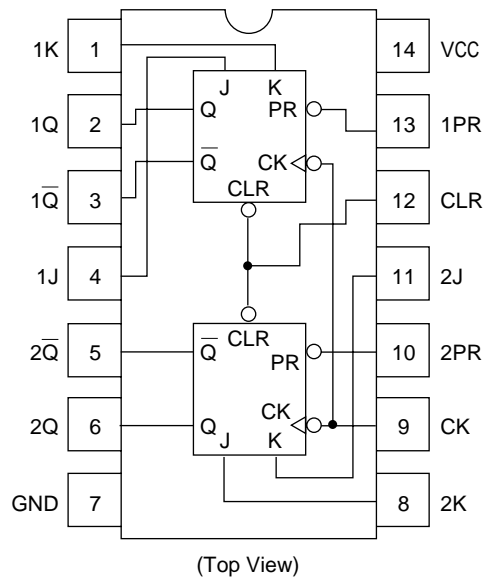 1K 1 14 VCC
J K
1Q 2 Q PR 13 1PR
1Q̅ 3 Q̅ CK 12 CLR
CLR
1J 4 11 2J
CLR
2Q̅ 5 Q̅ PR 10 2PR
CK
2Q 6 Q J K 9 CK
GND 7 8 2K
(Top View)